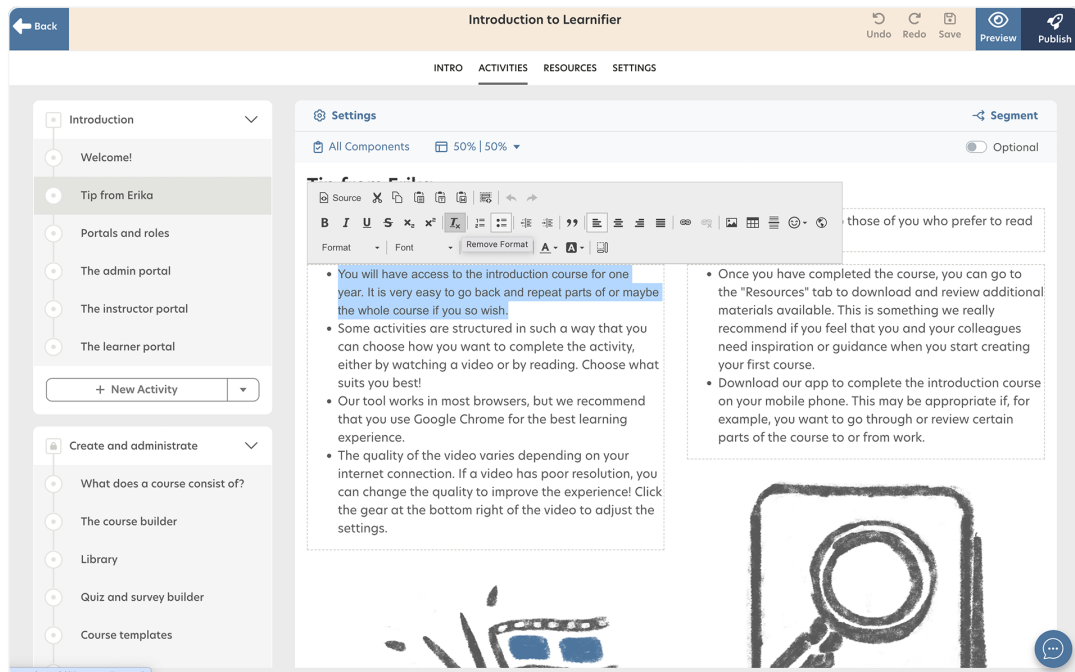 Back
Introduction to Learnifier
Undo
Redo
Save
Preview
Publish
INTRO
ACTIVITIES
RESOURCES
SETTINGS
Introduction
Welcome!
Tip from Erika
Portals and roles
The admin portal
The instructor portal
The learner portal
+ New Activity
Create and administrate
What does a course consist of?
The course builder
Library
Quiz and survey builder
Course templates
Settings
Segment
All Components
50% | 50%
Optional
Tip from Erika
Source
Format
Font
Remove Format
those of you who prefer to read
• You will have access to the introduction course for one
year. It is very easy to go back and repeat parts of or maybe
the whole course if you so wish.
• Some activities are structured in such a way that you
can choose how you want to complete the activity,
either by watching a video or by reading. Choose what
suits you best!
• Our tool works in most browsers, but we recommend
that you use Google Chrome for the best learning
experience.
• The quality of the video varies depending on your
internet connection. If a video has poor resolution, you
can change the quality to improve the experience! Click
the gear at the bottom right of the video to adjust the
settings.
• Once you have completed the course, you can go to
the "Resources" tab to download and review additional
materials available. This is something we really
recommend if you feel that you and your colleagues
need inspiration or guidance when you start creating
your first course.
• Download our app to complete the introduction course
on your mobile phone. This may be appropriate if, for
example, you want to go through or review certain
parts of the course to or from work.